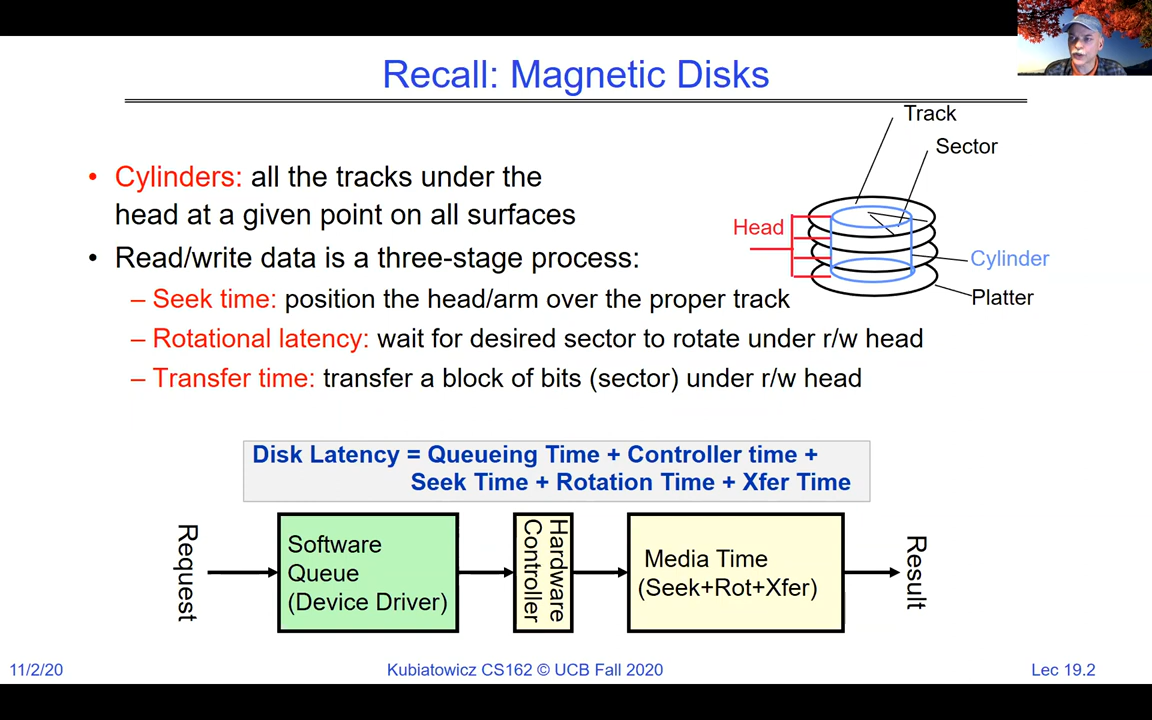 Recall: Magnetic Disks
Track
Sector
Head
Cylinder
Platter
• Cylinders: all the tracks under the
head at a given point on all surfaces
• Read/write data is a three-stage process:
– Seek time: position the head/arm over the proper track
– Rotational latency: wait for desired sector to rotate under r/w head
– Transfer time: transfer a block of bits (sector) under r/w head
Disk Latency = Queueing Time + Controller time +
Seek Time + Rotation Time + Xfer Time
Request
Software
Queue
(Device Driver)
Hardware
Controller
Media Time
(Seek+Rot+Xfer)
Result
11/2/20
Kubiatowicz CS162 © UCB Fall 2020
Lec 19.2